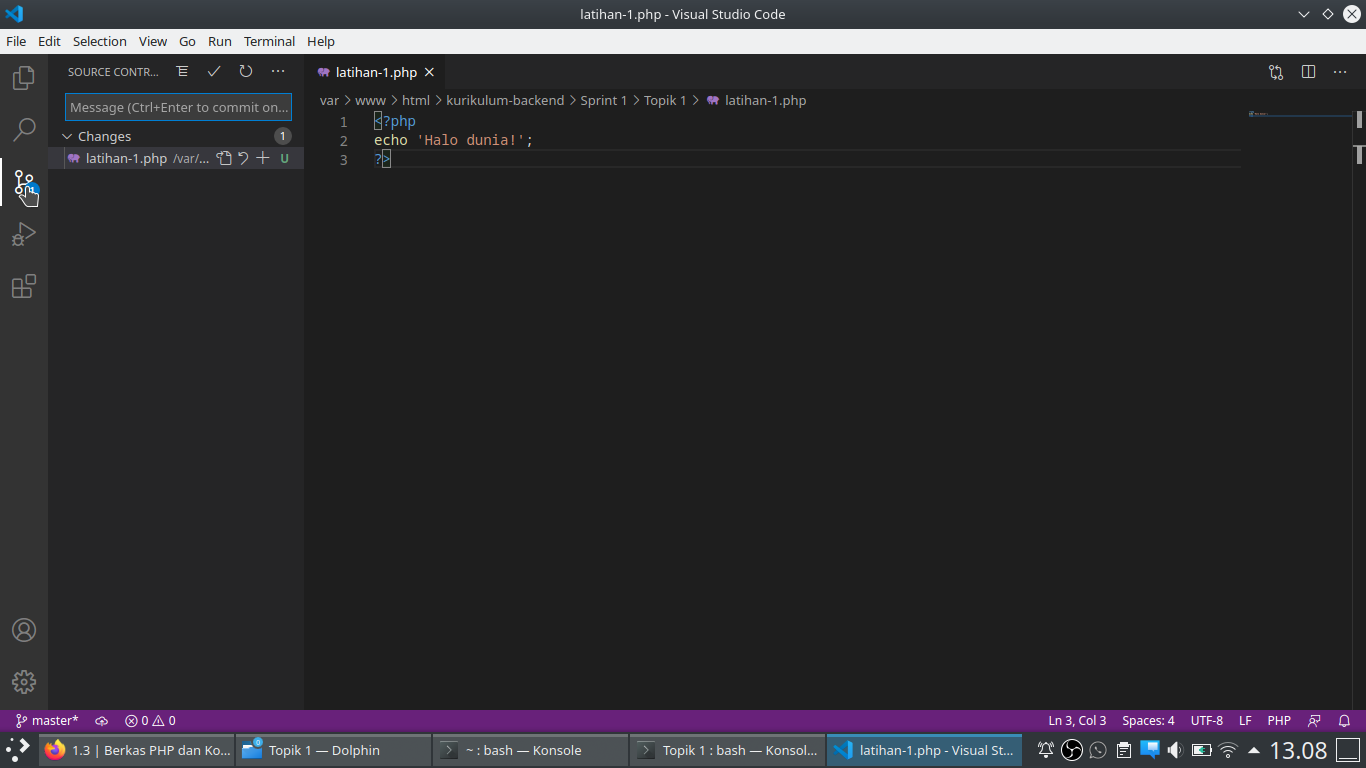 latihan-1.php - Visual Studio Code
File Edit Selection View Go Run Terminal Help
SOURCE CONTR...
latihan-1.php
Message (Ctrl+Enter to commit on...
var > www > html > kurikulum-backend > Sprint 1 > Topik 1 > latihan-1.php
Changes 1
latihan-1.php /var/... U
1 <?php
2 echo 'Halo dunia!';
3 ?>
master* 0 0 Ln 3, Col 3 Spaces: 4 UTF-8 LF PHP
1.3 | Berkas PHP dan Ko... Topik 1 — Dolphin ~ : bash — Konsole Topik 1 : bash — Konsol... latihan-1.php - Visual St... 13.08